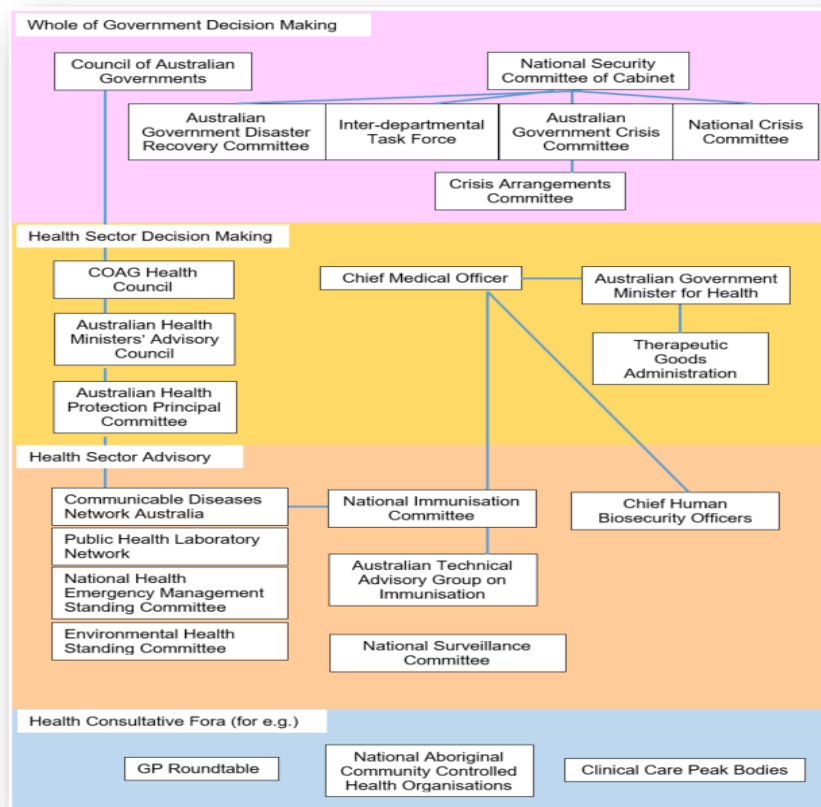 Whole of Government Decision Making
Council of Australian
Governments
National Security
Committee of Cabinet
Australian
Government Disaster
Recovery Committee
Inter-departmental
Task Force
Australian
Government Crisis
Committee
National Crisis
Committee
Crisis Arrangements
Committee
Health Sector Decision Making
COAG Health
Council
Chief Medical Officer
Australian Government
Minister for Health
Australian Health
Ministers' Advisory
Council
Therapeutic
Goods
Administration
Australian Health
Protection Principal
Committee
Health Sector Advisory
Communicable Diseases
Network Australia
National Immunisation
Committee
Chief Human
Biosecurity Officers
Public Health Laboratory
Network
Australian Technical
Advisory Group on
Immunisation
National Health
Emergency Management
Standing Committee
Environmental Health
Standing Committee
National Surveillance
Committee
Health Consultative Fora (for e.g.)
GP Roundtable
National Aboriginal
Community Controlled
Health Organisations
Clinical Care Peak Bodies